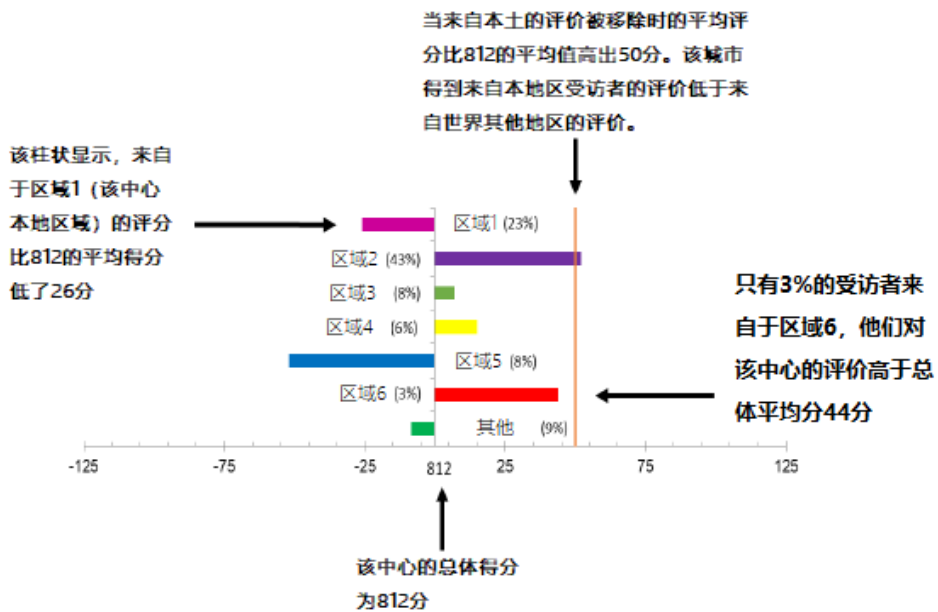 当来自本土的评价被移除时的平均评
分比812的平均值高出50分。该城市
得到来自本地区受访者的评价低于来
自世界其他地区的评价。
该柱状显示，来自
于区域1（该中心
本地区域）的评分
比812的平均得分
低了26分
区域1 (23%)
区域2 (43%)
区域3 (8%)
区域4 (6%)
区域5 (8%)
区域6 (3%)
其他 (9%)
只有3%的受访者来
自于区域6，他们对
该中心的评价高于总
体平均分44分
-125 -75 -25 812 25 75 125
该中心的总体得分
为812分